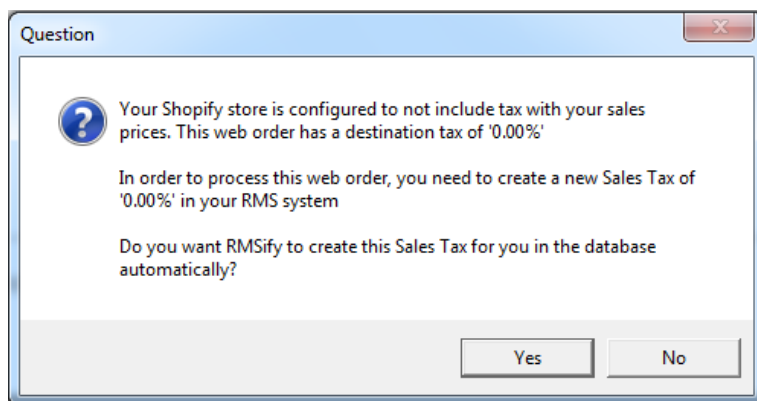 Question
Your Shopify store is configured to not include tax with your sales
prices. This web order has a destination tax of '0.00%'
In order to process this web order, you need to create a new Sales Tax of
'0.00%' in your RMS system
Do you want RMSify to create this Sales Tax for you in the database
automatically?
Yes
No